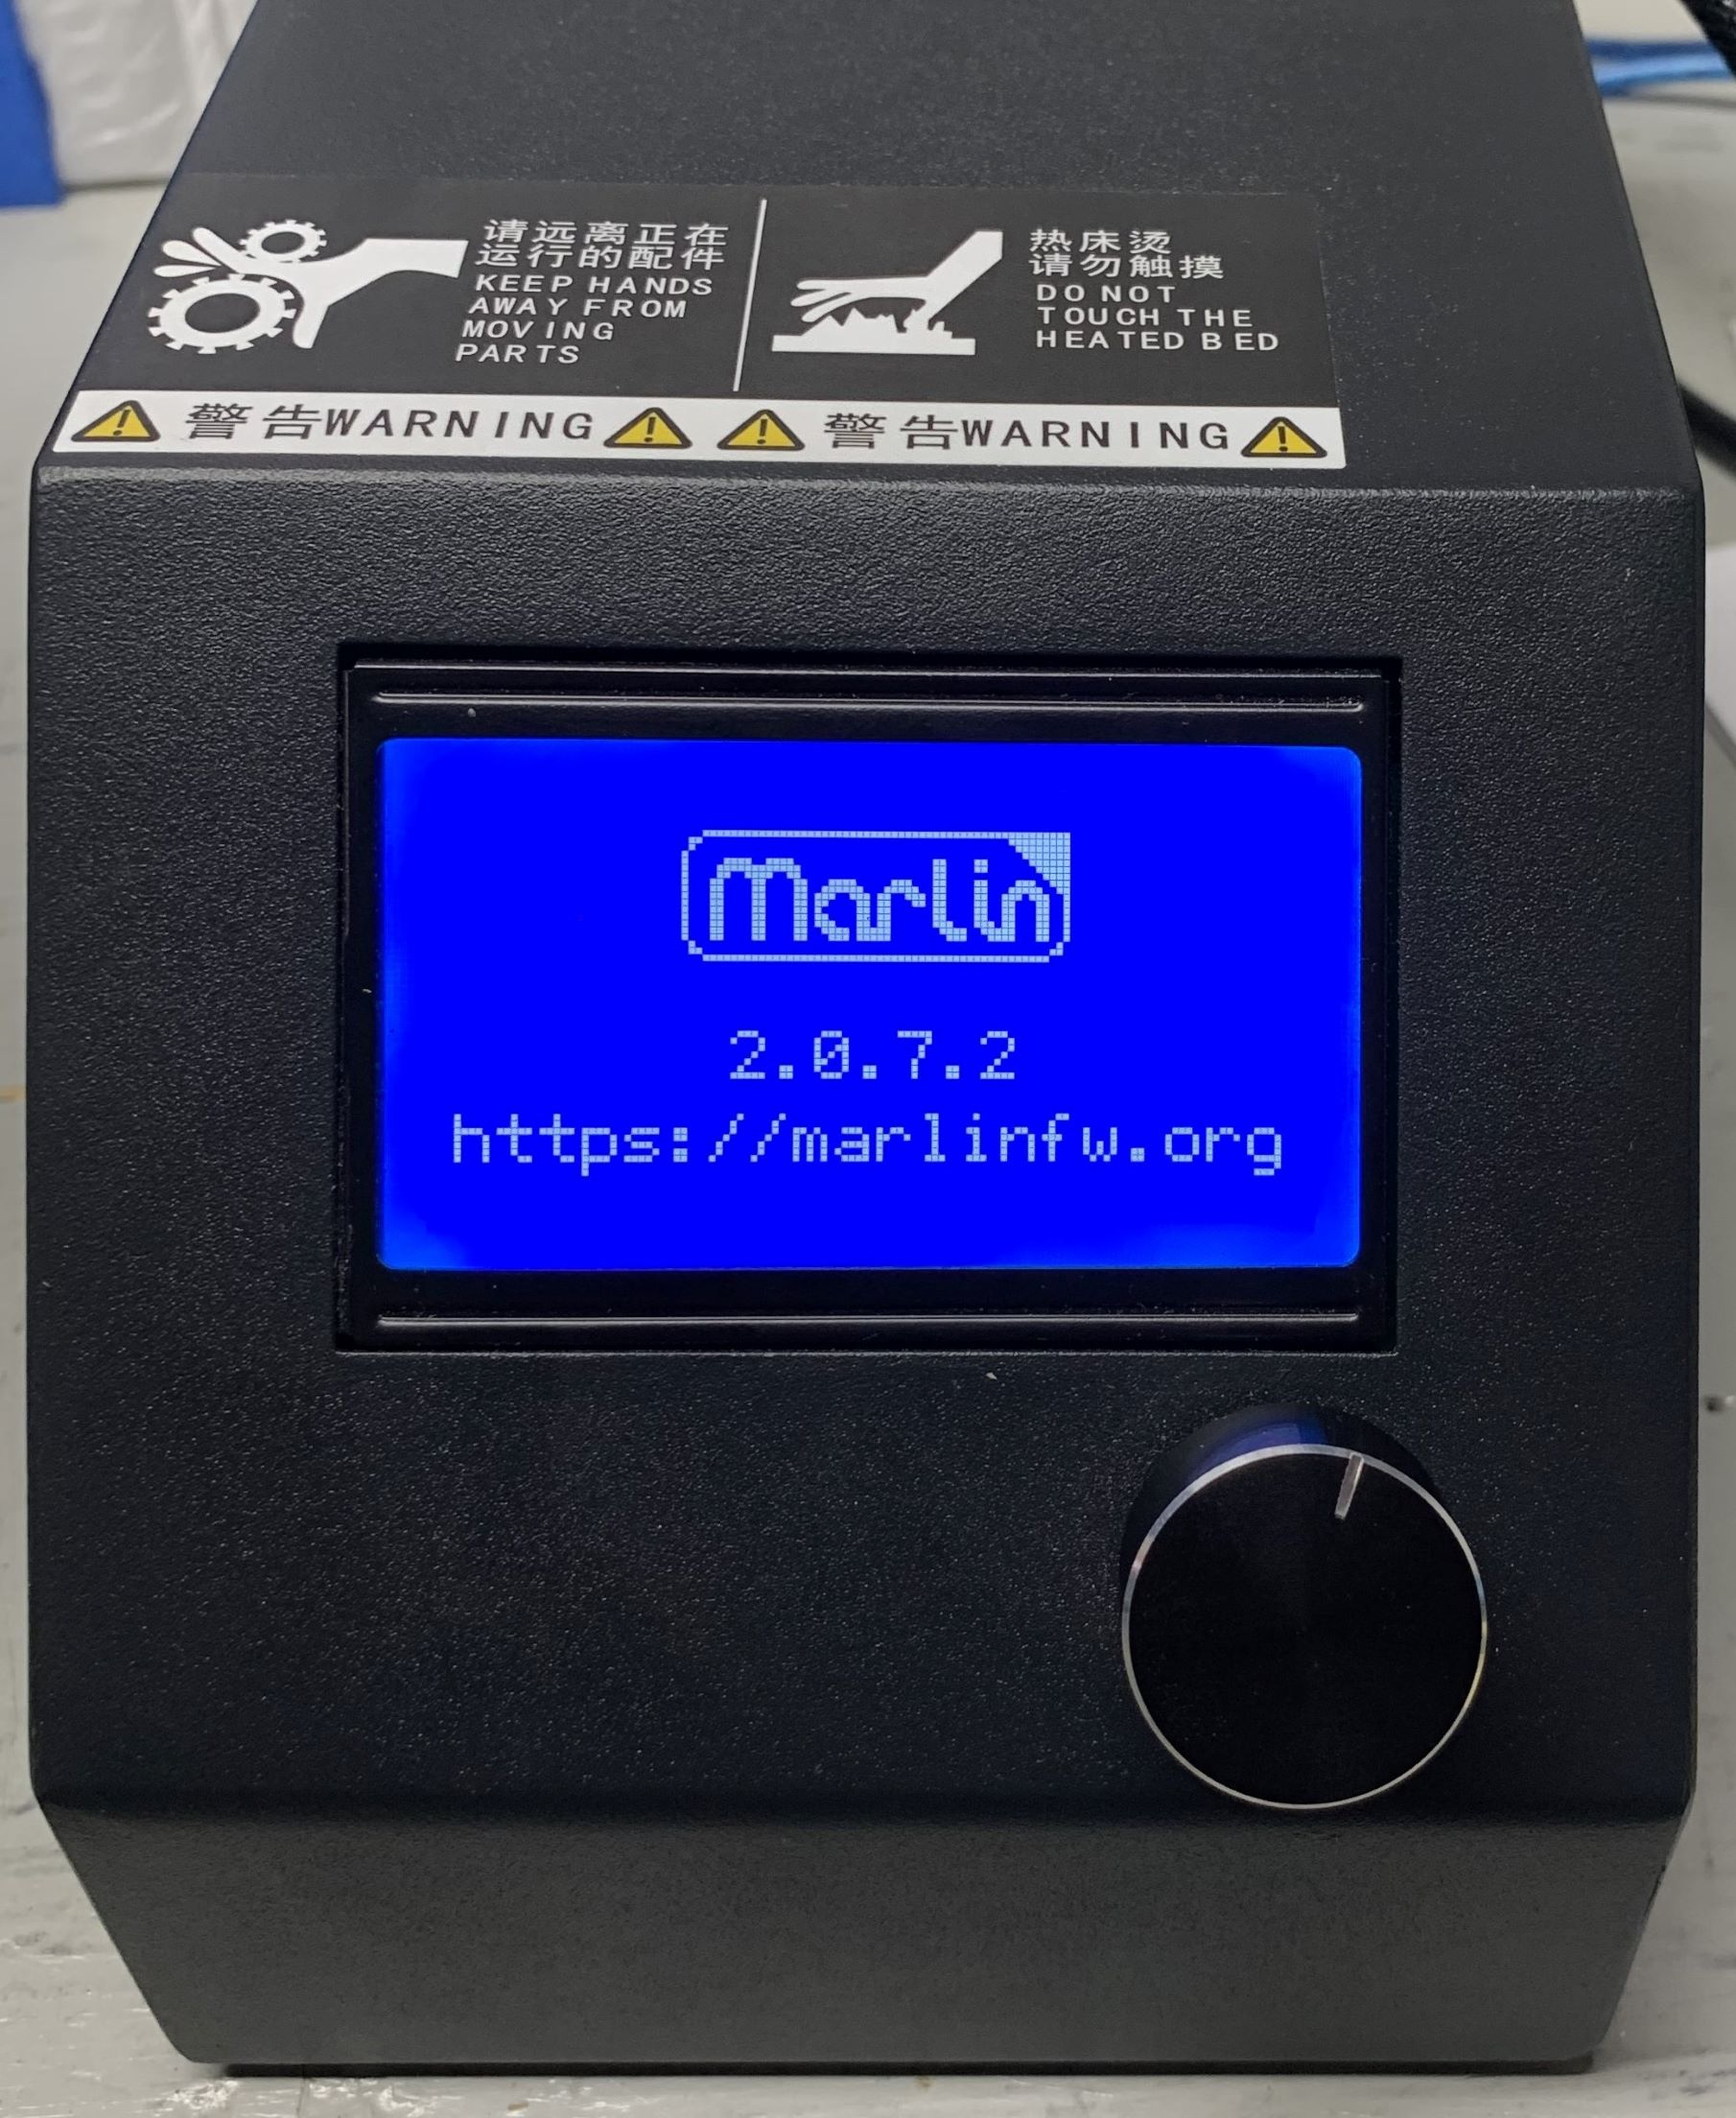 请远离正在
运行的配件
KEEP HANDS
AWAY FROM
MOVING
PARTS
热床烫
请勿触摸
DO NOT
TOUCH THE
HEATED BED
警告WARNING
警告WARNING
Marlin
2.0.7.2
https://marlinfw.org